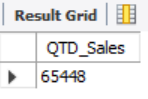 Result Grid
QTD_Sales
65448